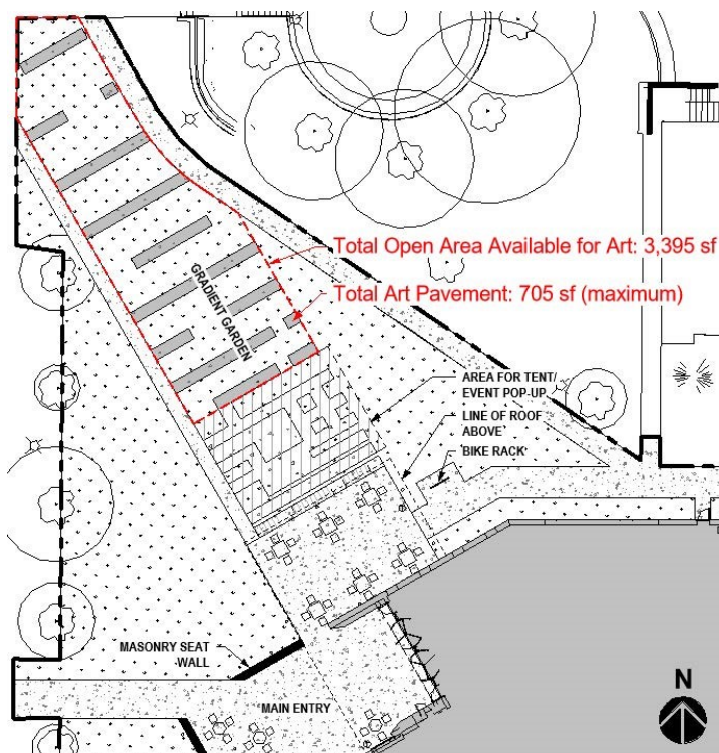 Total Open Area Available for Art: 3,395 sf
Total Art Pavement: 705 sf (maximum)
GRADIENT GARDEN
AREA FOR TENT/
EVENT POP-UP
LINE OF ROOF
ABOVE
BIKE RACK
MASONRY SEAT
WALL
MAIN ENTRY
N